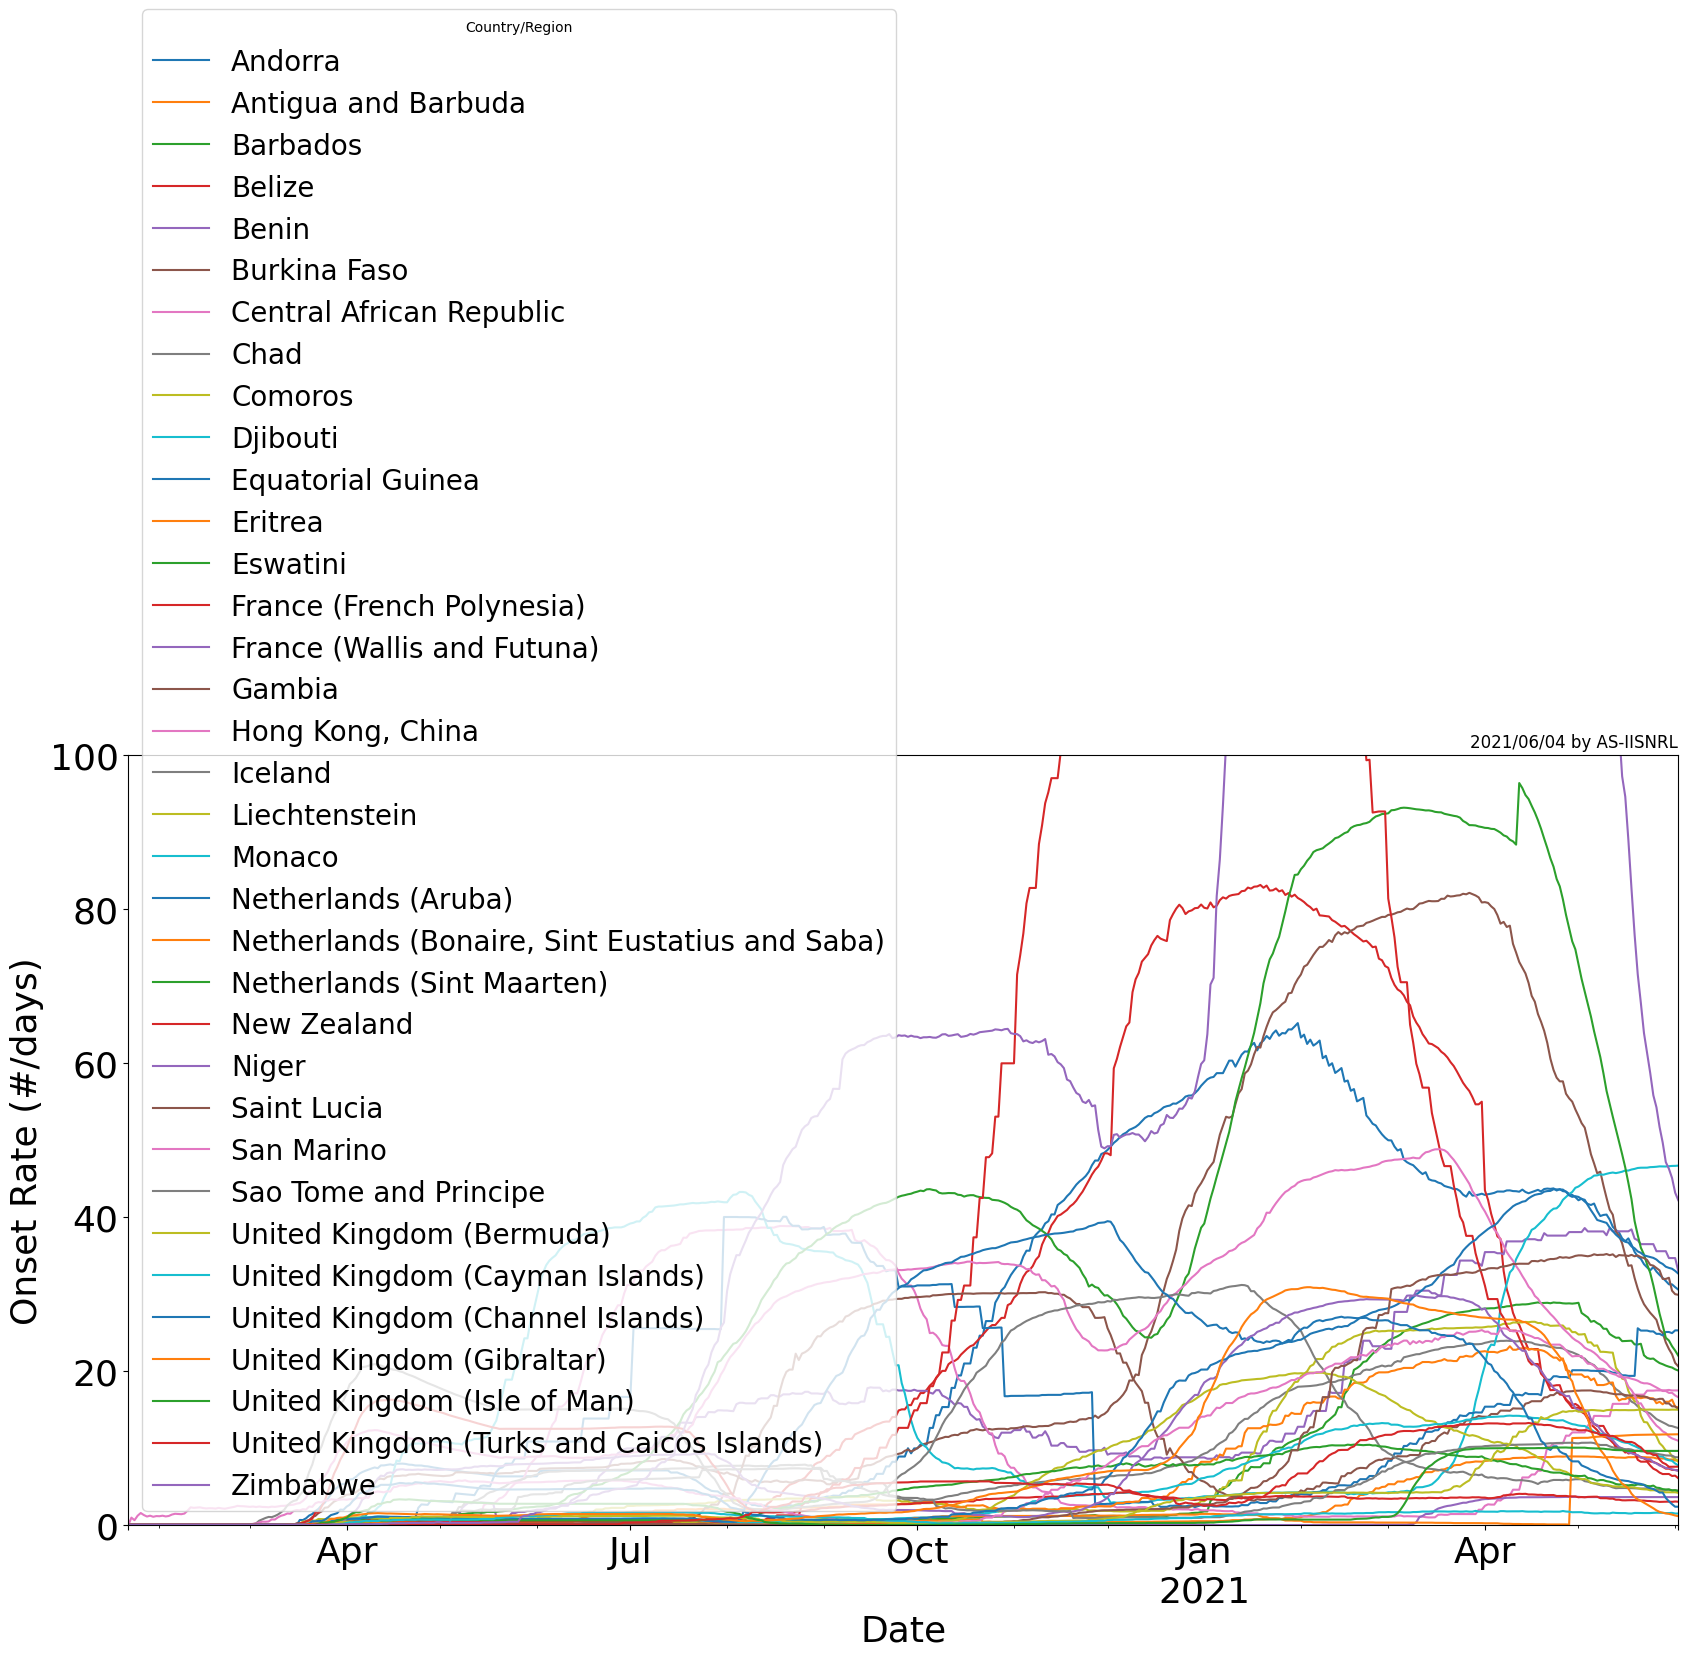 Country/Region
Andorra
Antigua and Barbuda
Barbados
Belize
Benin
Burkina Faso
Central African Republic
Chad
Comoros
Djibouti
Equatorial Guinea
Eritrea
Eswatini
France (French Polynesia)
France (Wallis and Futuna)
Gambia
Hong Kong, China
Iceland
Liechtenstein
Monaco
Netherlands (Aruba)
Netherlands (Bonaire, Sint Eustatius and Saba)
Netherlands (Sint Maarten)
New Zealand
Niger
Saint Lucia
San Marino
Sao Tome and Principe
United Kingdom (Bermuda)
United Kingdom (Cayman Islands)
United Kingdom (Channel Islands)
United Kingdom (Gibraltar)
United Kingdom (Isle of Man)
United Kingdom (Turks and Caicos Islands)
Zimbabwe
2021/06/04 by AS-IISNRL
100
80
60
40
20
0
Onset Rate (#/days)
Apr Jul Oct Jan Apr
2021
Date